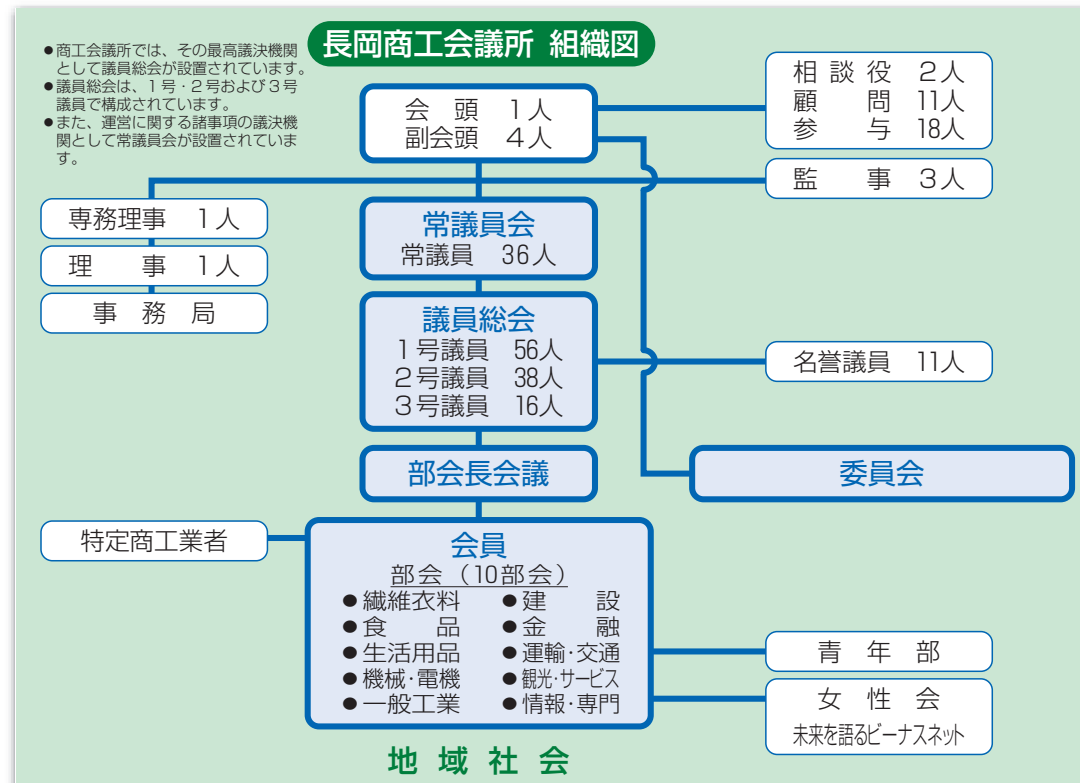 長岡商工会議所 組織図
●商工会議所では、その最高議決機関
として議員総会が設置されています。
●議員総会は、1号・2号および3号
議員で構成されています。
●また、運営に関する諸事項の議決機
関として常議員会が設置されていま
す。
会　頭　1人
副会頭　4人
相 談 役　2人
顧　　問　11人
参　　与　18人
監　事　3人
専務理事　1人
理　　事　1人
事　務　局
常議員会
常議員　36人
議員総会
1号議員　56人
2号議員　38人
3号議員　16人
名誉議員　11人
部会長会議
委員会
特定商工業者
会員
部会（10部会）
●繊維衣料　●建　　設
●食　　品　●金　　融
●生活用品　●運輸・交通
●機械・電機　●観光・サービス
●一般工業　●情報・専門
青　年　部
女　性　会
未来を語るビーナスネット
地 域 社 会